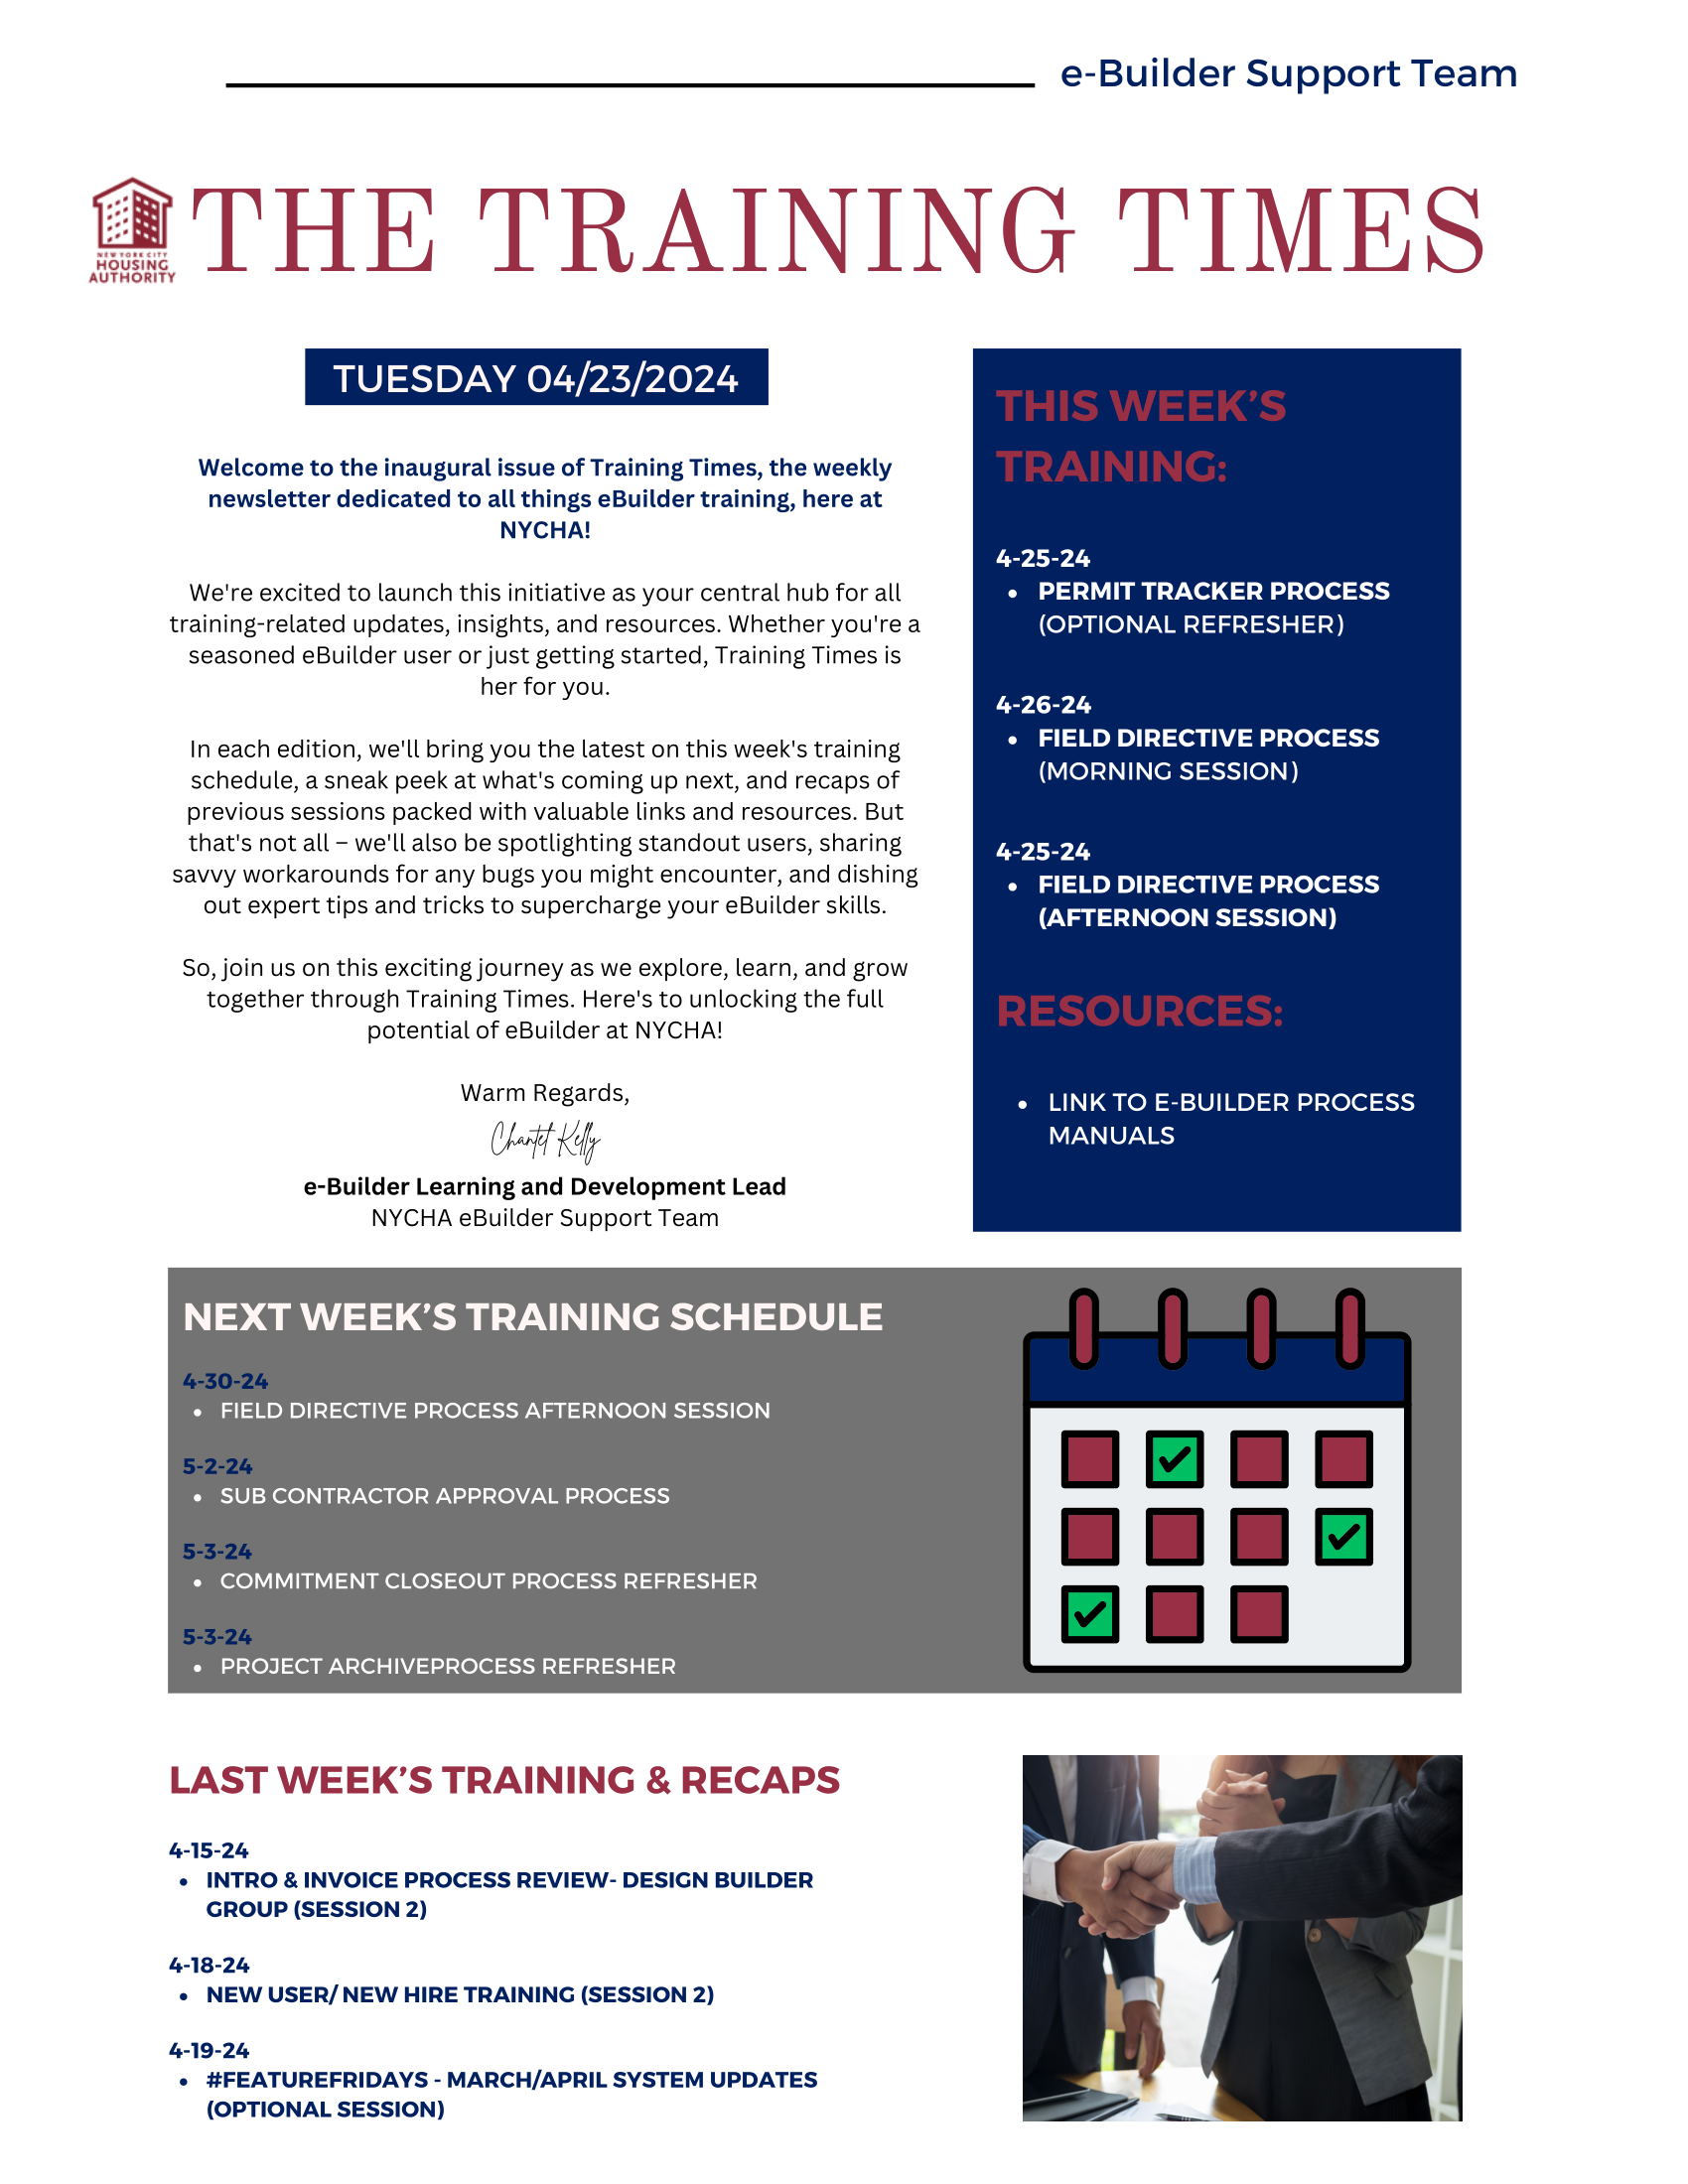 e-Builder Support Team
NEW YORK CITY
HOUSING
AUTHORITY
THE TRAINING TIMES
TUESDAY 04/23/2024
Welcome to the inaugural issue of Training Times, the weekly
newsletter dedicated to all things eBuilder training, here at
NYCHA!
We're excited to launch this initiative as your central hub for all
training-related updates, insights, and resources. Whether you're a
seasoned eBuilder user or just getting started, Training Times is
her for you.
In each edition, we'll bring you the latest on this week's training
schedule, a sneak peek at what's coming up next, and recaps of
previous sessions packed with valuable links and resources. But
that's not all – we'll also be spotlighting standout users, sharing
savvy workarounds for any bugs you might encounter, and dishing
out expert tips and tricks to supercharge your eBuilder skills.
So, join us on this exciting journey as we explore, learn, and grow
together through Training Times. Here's to unlocking the full
potential of eBuilder at NYCHA!
Warm Regards,
Chantel Kelly
e-Builder Learning and Development Lead
NYCHA eBuilder Support Team
THIS WEEK’S
TRAINING:
4-25-24
• PERMIT TRACKER PROCESS
(OPTIONAL REFRESHER)
4-26-24
• FIELD DIRECTIVE PROCESS
(MORNING SESSION)
4-25-24
• FIELD DIRECTIVE PROCESS
(AFTERNOON SESSION)
RESOURCES:
• LINK TO E-BUILDER PROCESS
MANUALS
NEXT WEEK’S TRAINING SCHEDULE
4-30-24
• FIELD DIRECTIVE PROCESS AFTERNOON SESSION
5-2-24
• SUB CONTRACTOR APPROVAL PROCESS
5-3-24
• COMMITMENT CLOSEOUT PROCESS REFRESHER
5-3-24
• PROJECT ARCHIVEPROCESS REFRESHER
LAST WEEK’S TRAINING & RECAPS
4-15-24
• INTRO & INVOICE PROCESS REVIEW- DESIGN BUILDER
GROUP (SESSION 2)
4-18-24
• NEW USER/ NEW HIRE TRAINING (SESSION 2)
4-19-24
• #FEATUREFRIDAYS - MARCH/APRIL SYSTEM UPDATES
(OPTIONAL SESSION)